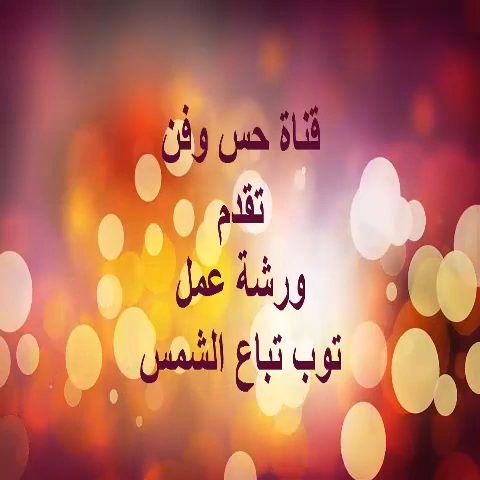 قناة حس وفن
تقدم
ورشة عمل
توب تباع الشمس